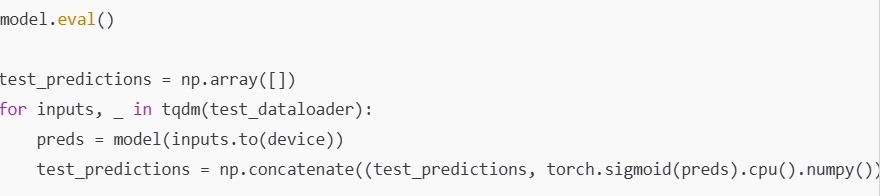 model.eval()
test_predictions = np.array([])
for inputs, _ in tqdm(test_dataloader):
preds = model(inputs.to(device))
test_predictions = np.concatenate((test_predictions, torch.sigmoid(preds).cpu().numpy())